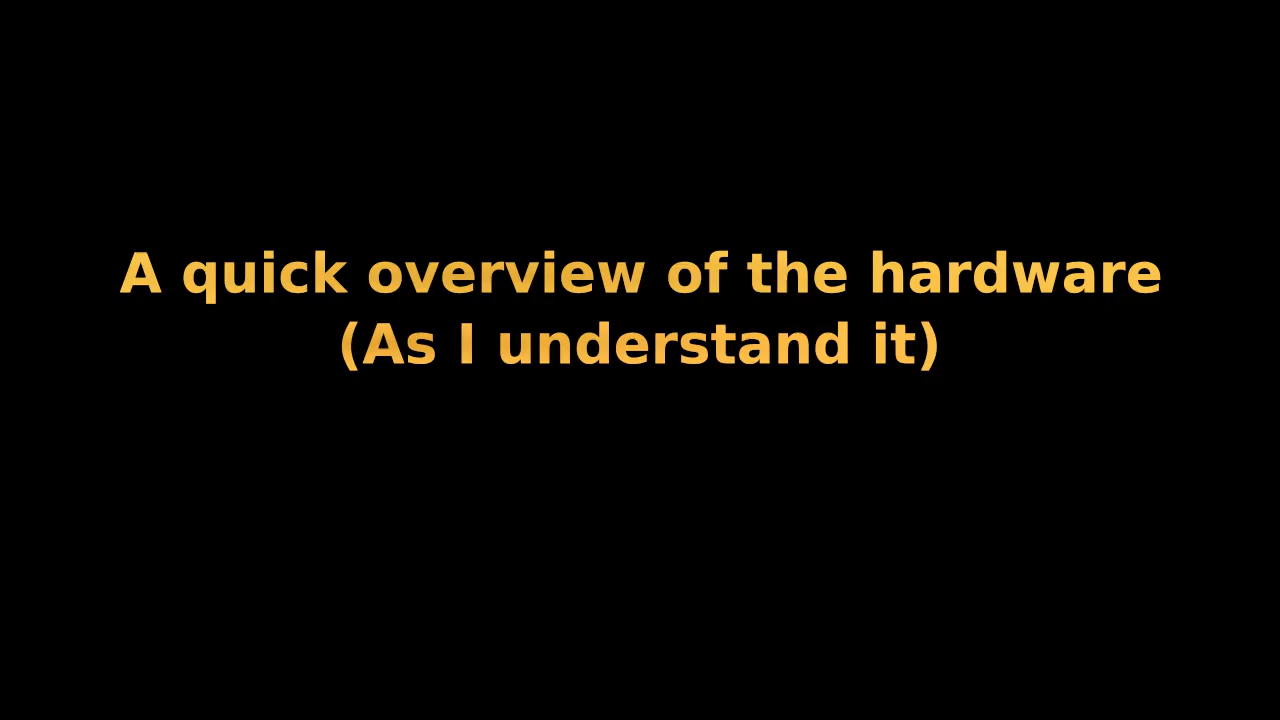 A quick overview of the hardware
(As I understand it)